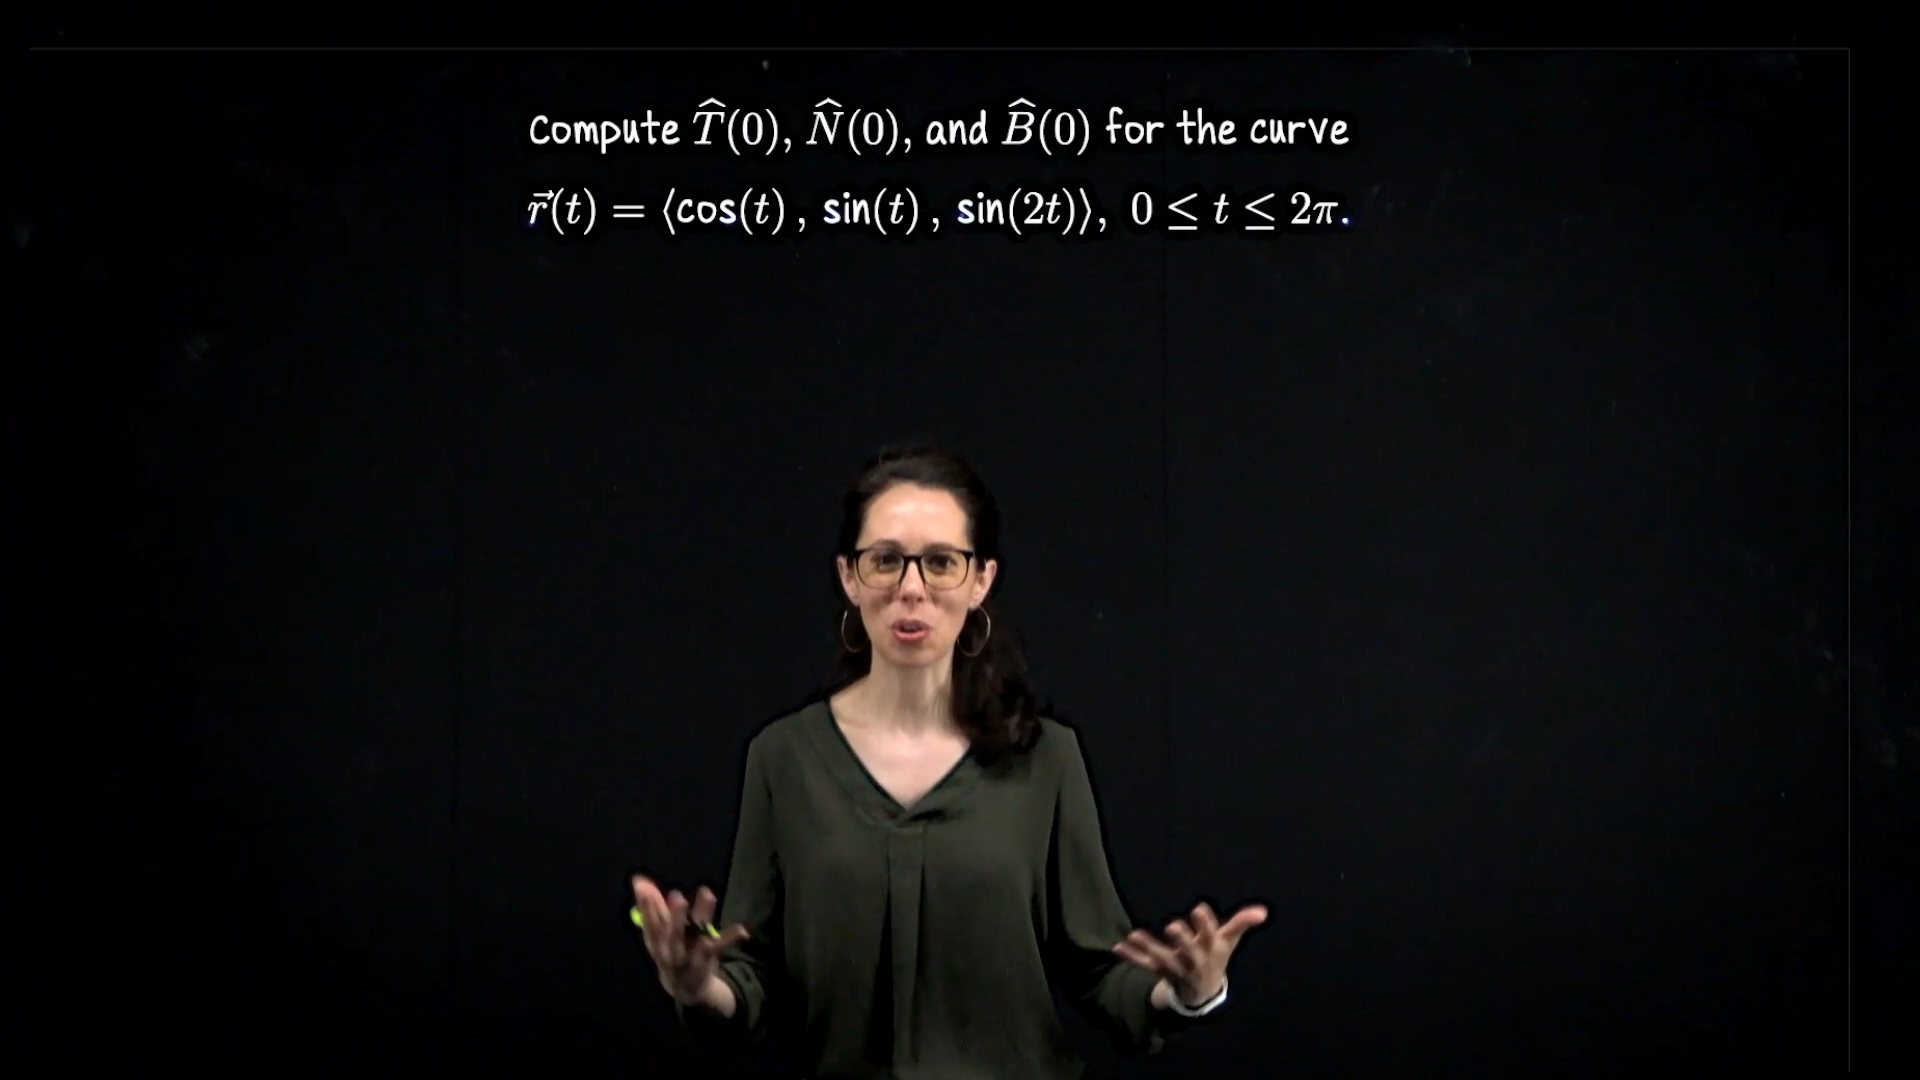 Compute T̂(0), N̂(0), and B̂(0) for the curve
r⃗(t) = ⟨cos(t), sin(t), sin(2t)⟩, 0 ≤ t ≤ 2π.